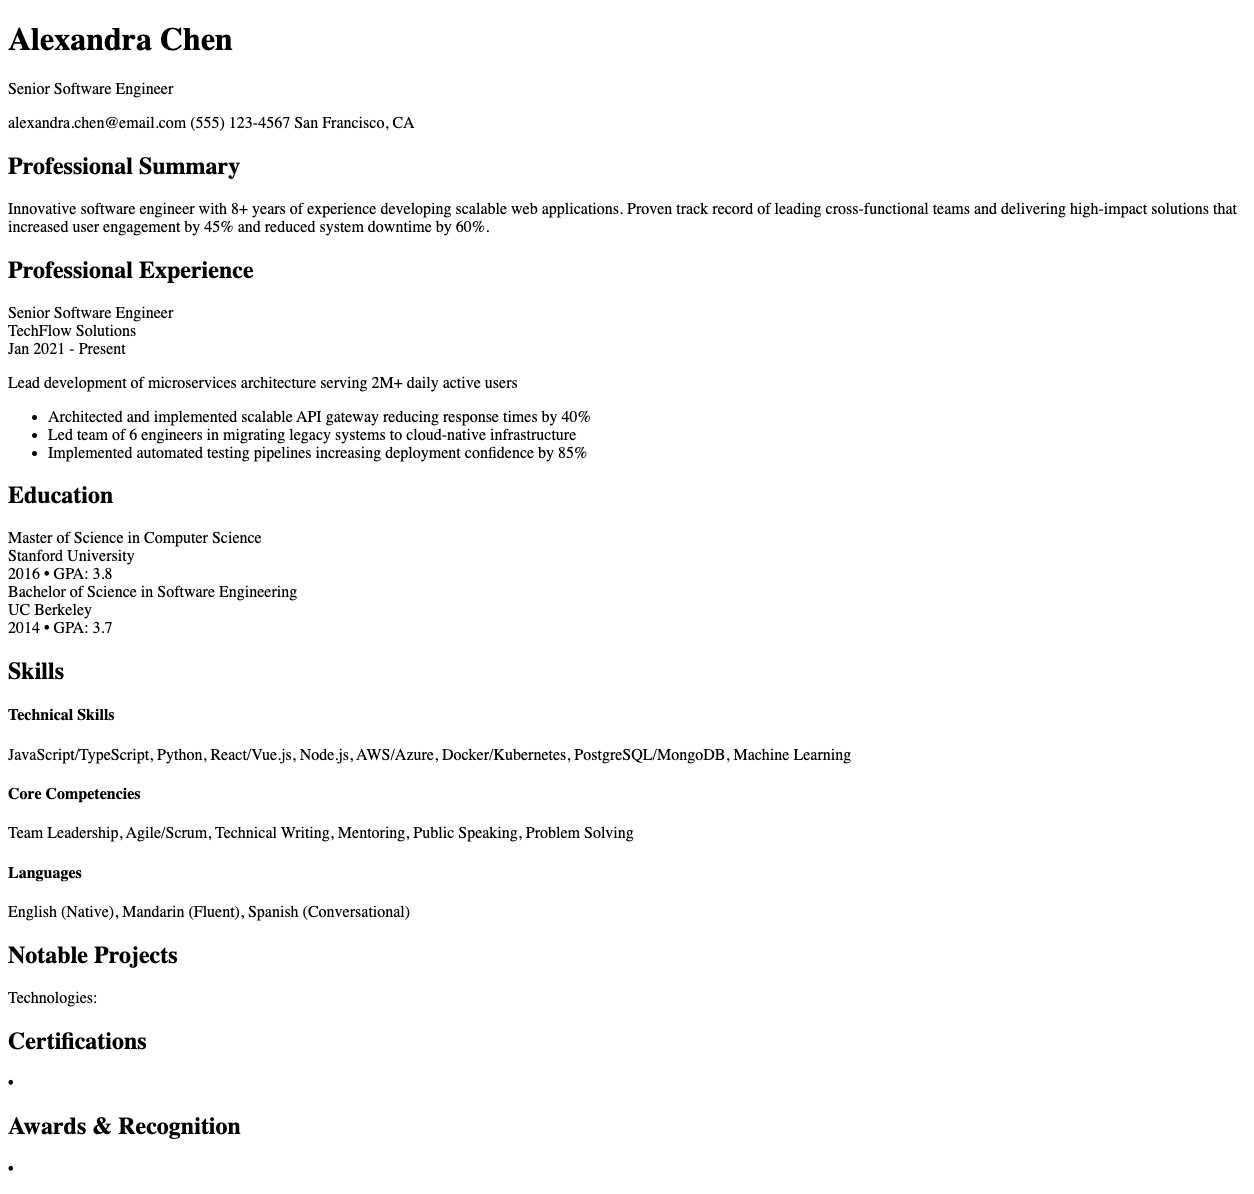 Alexandra Chen
Senior Software Engineer
alexandra.chen@email.com (555) 123-4567 San Francisco, CA
Professional Summary
Innovative software engineer with 8+ years of experience developing scalable web applications. Proven track record of leading cross-functional teams and delivering high-impact solutions that
increased user engagement by 45% and reduced system downtime by 60%.
Professional Experience
Senior Software Engineer
TechFlow Solutions
Jan 2021 - Present
Lead development of microservices architecture serving 2M+ daily active users
• Architected and implemented scalable API gateway reducing response times by 40%
• Led team of 6 engineers in migrating legacy systems to cloud-native infrastructure
• Implemented automated testing pipelines increasing deployment confidence by 85%
Education
Master of Science in Computer Science
Stanford University
2016 • GPA: 3.8
Bachelor of Science in Software Engineering
UC Berkeley
2014 • GPA: 3.7
Skills
Technical Skills
JavaScript/TypeScript, Python, React/Vue.js, Node.js, AWS/Azure, Docker/Kubernetes, PostgreSQL/MongoDB, Machine Learning
Core Competencies
Team Leadership, Agile/Scrum, Technical Writing, Mentoring, Public Speaking, Problem Solving
Languages
English (Native), Mandarin (Fluent), Spanish (Conversational)
Notable Projects
Technologies:
Certifications
•
Awards & Recognition
•